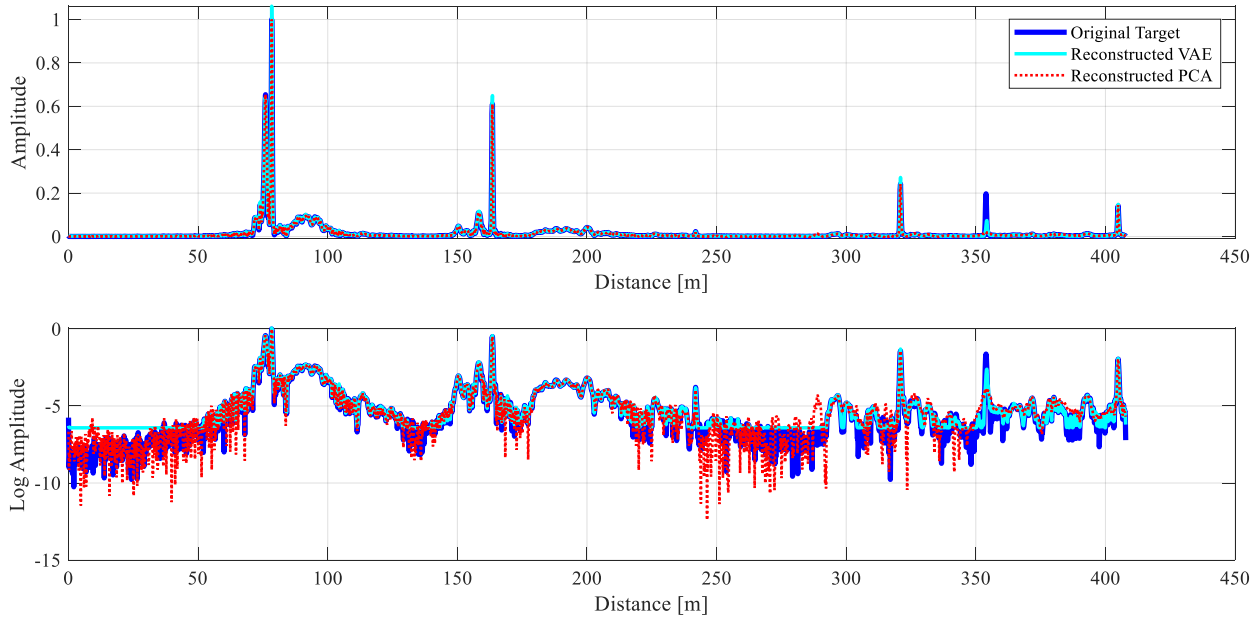 1
0.8
0.6
0.4
0.2
0
Amplitude
Original Target
Reconstructed VAE
Reconstructed PCA
0 50 100 150 200 250 300 350 400 450
Distance [m]
0
-5
-10
-15
Log Amplitude
0 50 100 150 200 250 300 350 400 450
Distance [m]